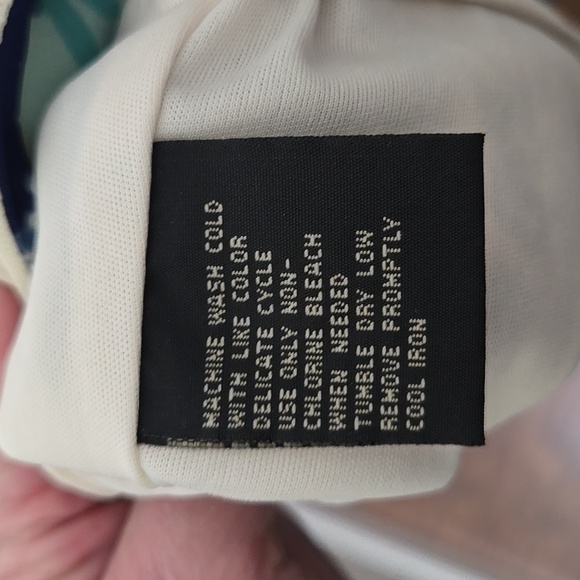 MACHINE WASH COLD
WITH LIKE COLOR
DELICATE CYCLE
USE ONLY NON-
CHLORINE BLEACH
WHEN NEEDED
TUMBLE DRY LOW
REMOVE PROMPTLY
COOL IRON